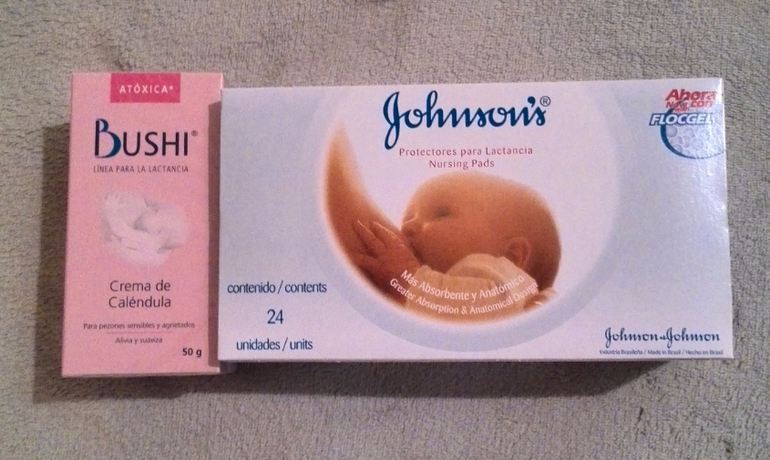 ATÓXICA*
BUSHI®
LÍNEA PARA LA LACTANCIA
Crema de
Caléndula
Para pezones sensibles y agrietados
Alivia y suaviza
50 g
Johnson's®
Protectores para Lactancia
Nursing Pads
Ahora
Now con
FLOCGEL
Más Absorbente y Anatómico
Greater Absorption & Anatomical Design
contenido / contents
24
unidades / units
Johnson & Johnson
Industria Brasileña / Made in Brazil / Hecho en Brasil